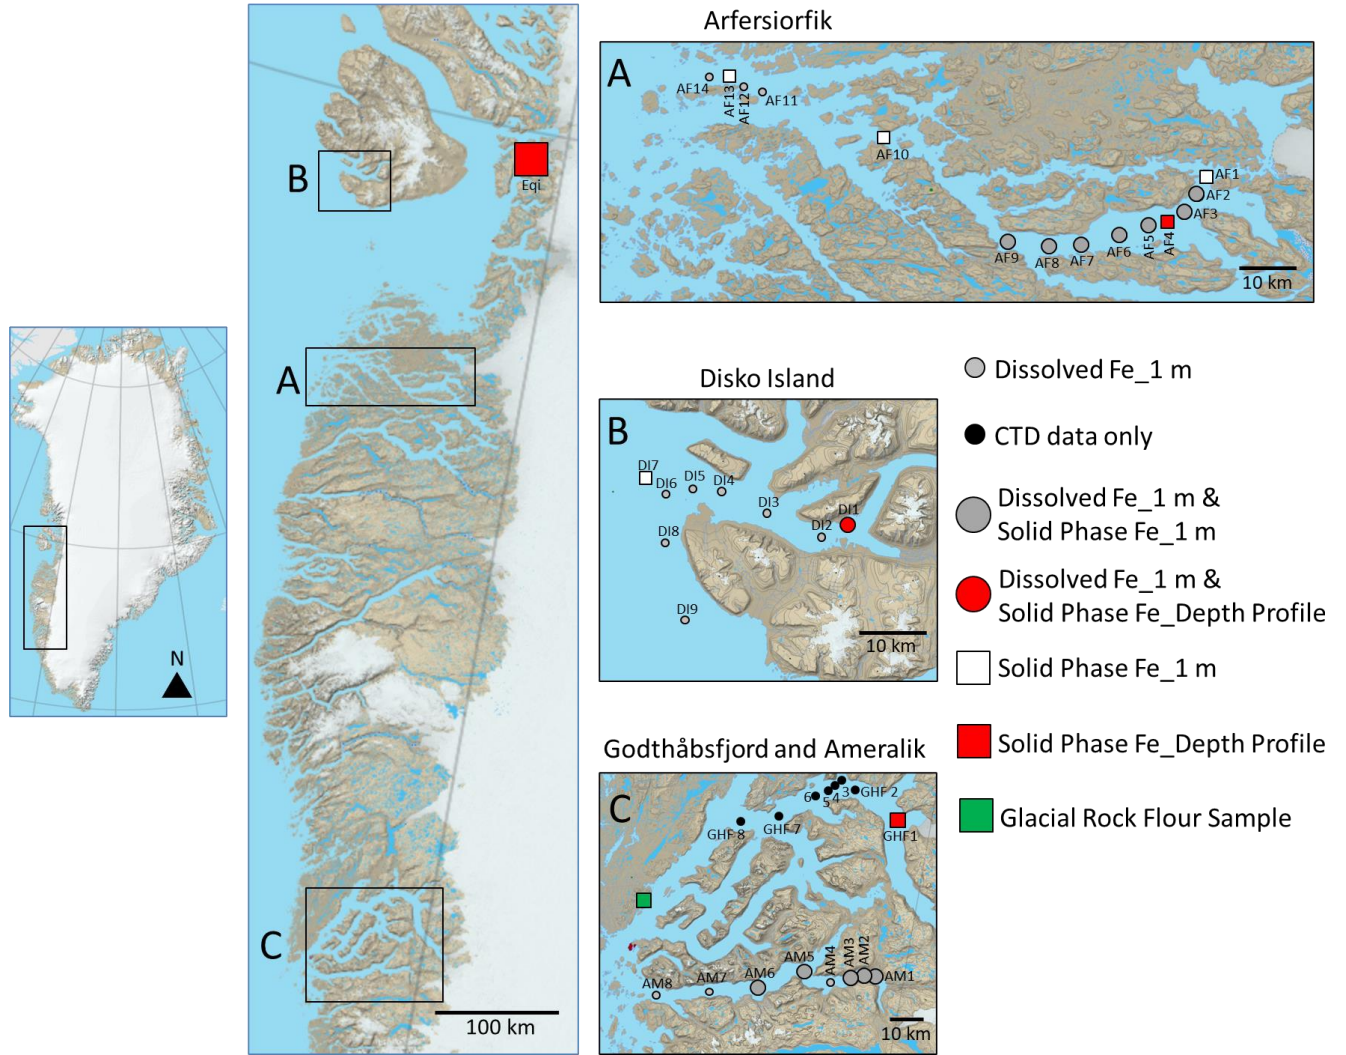 N
B
Eqi
A
C
100 km
Arfersiorfik
A
AF14
AF13
AF12
AF11
AF10
AF1
AF2
AF3
AF4
AF5
AF6
AF7
AF8
AF9
10 km
Disko Island
B
DI7
DI6
DI5
DI4
DI3
DI1
DI2
DI8
DI9
10 km
Godthåbsfjord and Ameralik
C
6
5
4
3
GHF 2
GHF 8
GHF 7
GHF1
AM8
AM7
AM6
AM5
AM4
AM3
AM2
AM1
10 km
Dissolved Fe_1 m
CTD data only
Dissolved Fe_1 m &
Solid Phase Fe_1 m
Dissolved Fe_1 m &
Solid Phase Fe_Depth Profile
Solid Phase Fe_1 m
Solid Phase Fe_Depth Profile
Glacial Rock Flour Sample